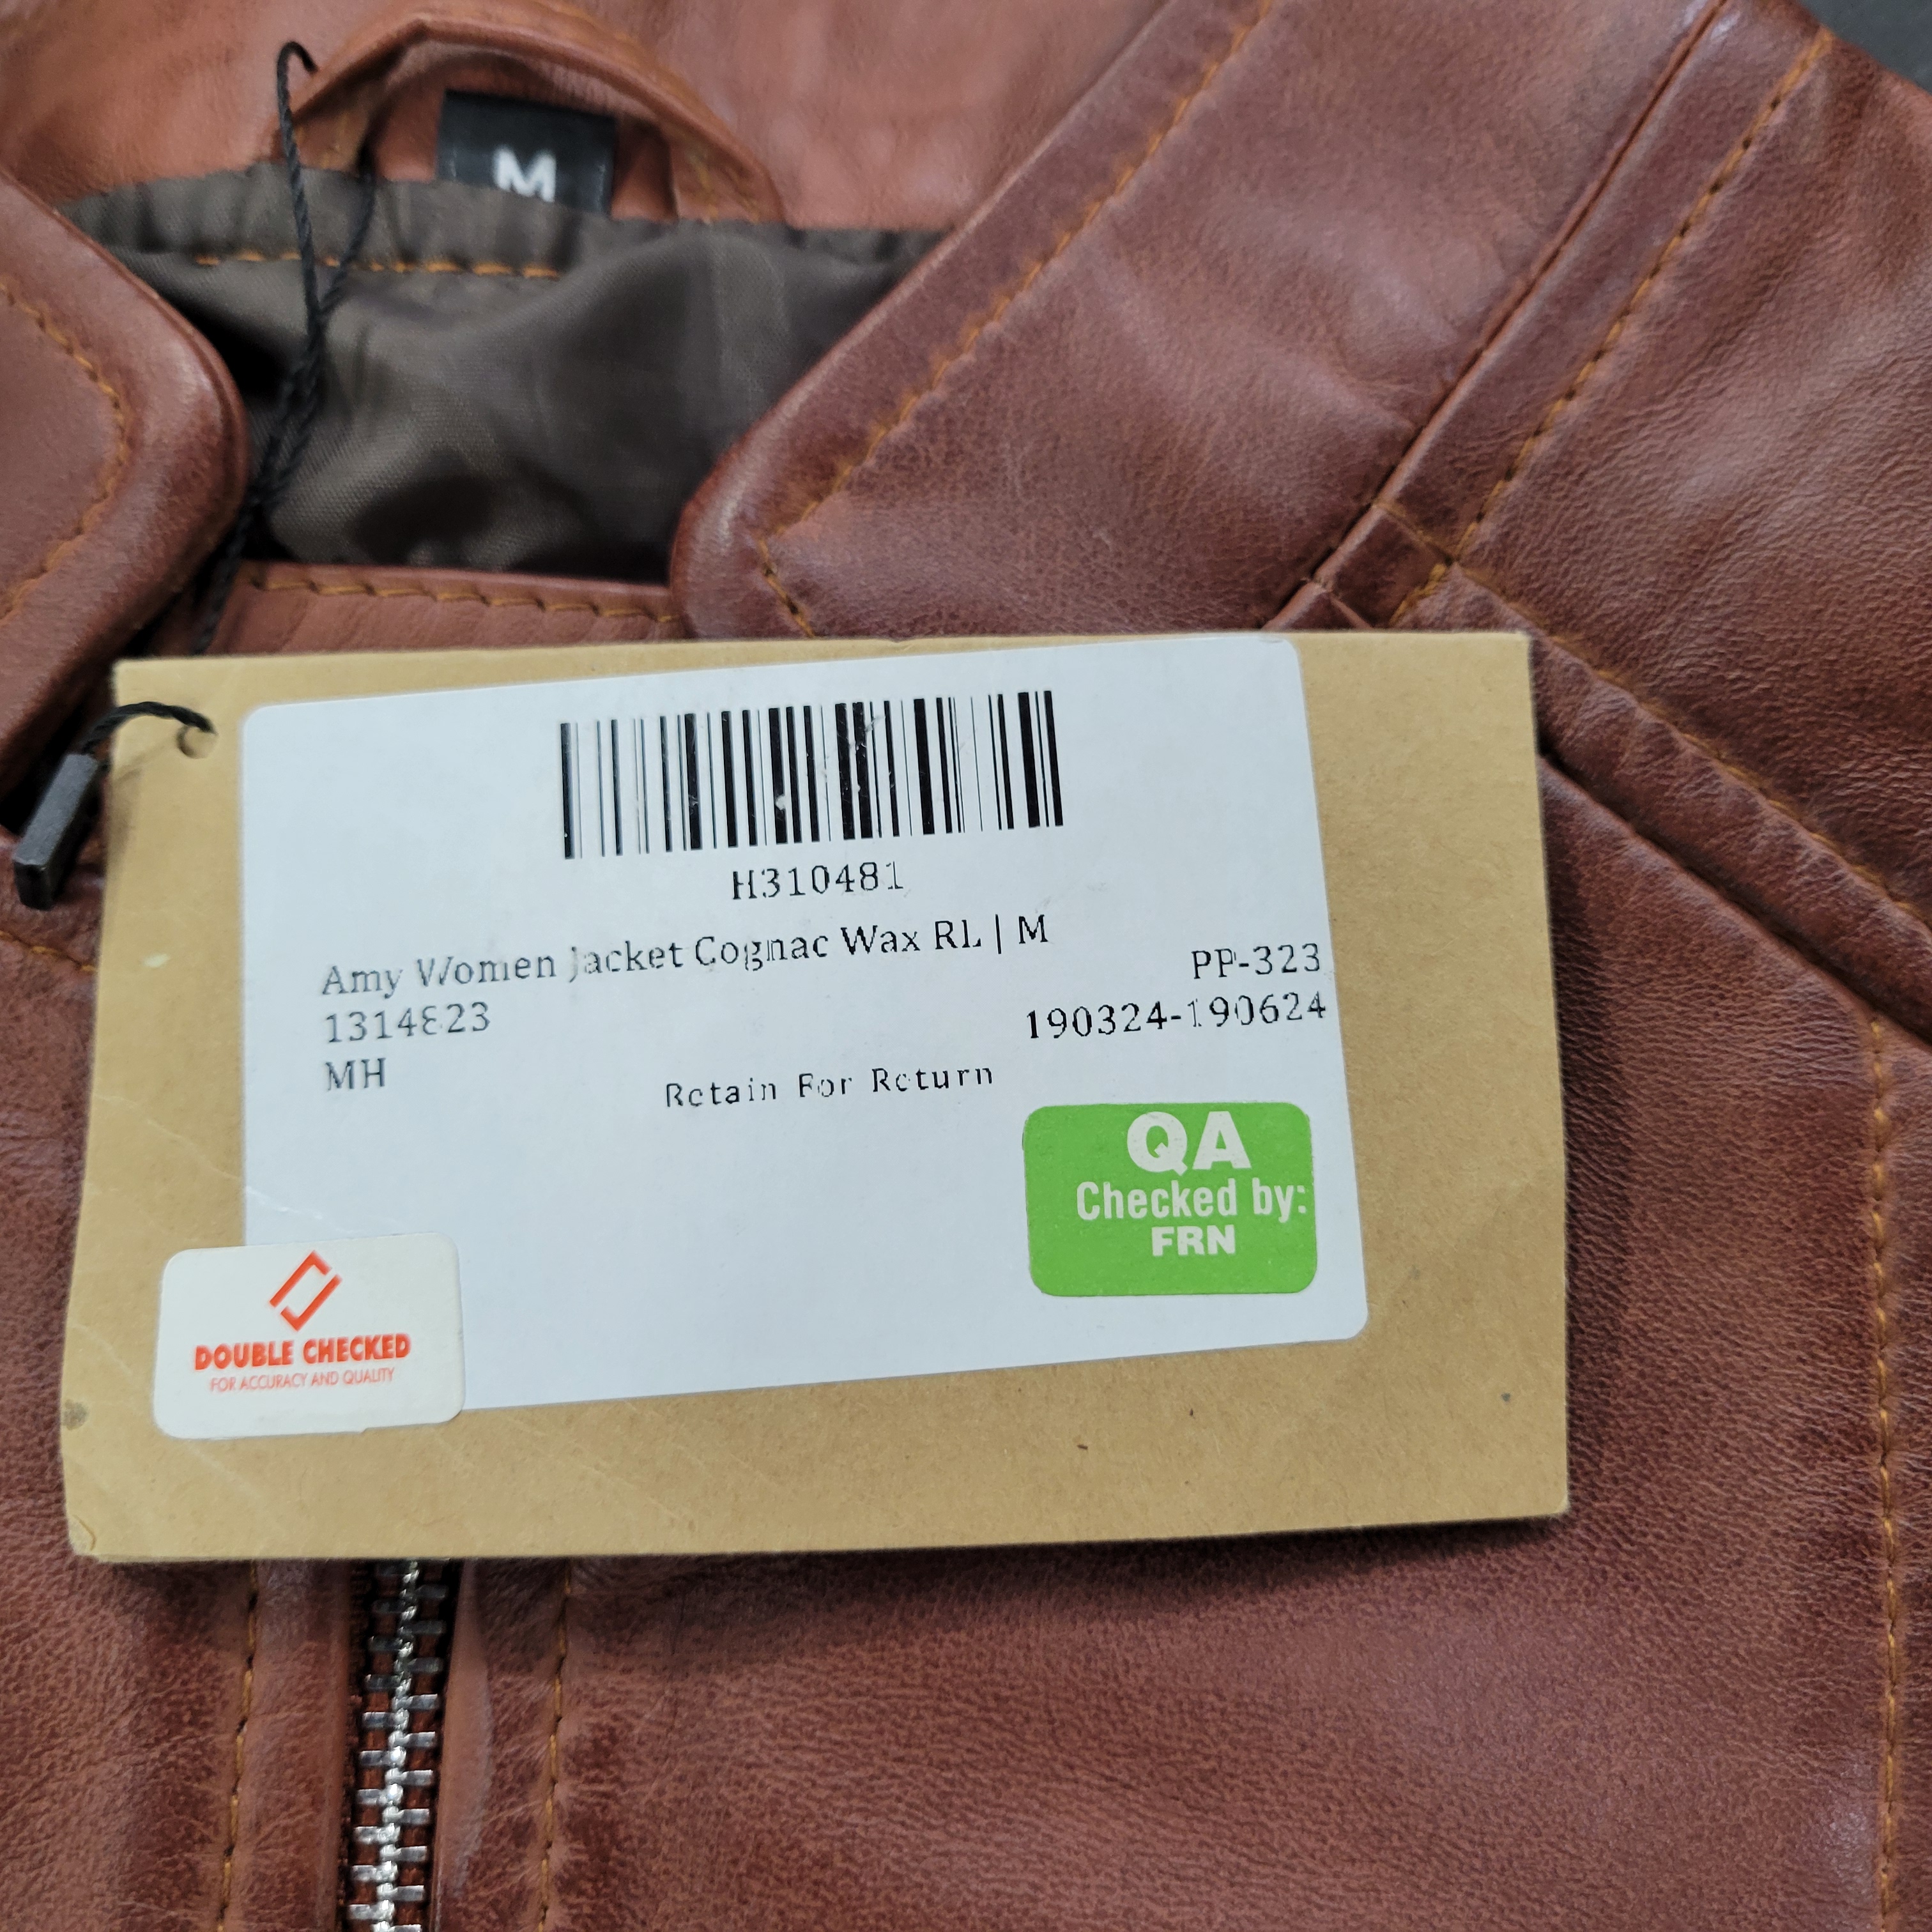 M
H310481
Amy Women Jacket Cognac Wax RL | M
PP-323
1314823
190324-190624
MH
Retain For Return
QA
Checked by:
FRN
DOUBLE CHECKED
FOR ACCURACY AND QUALITY